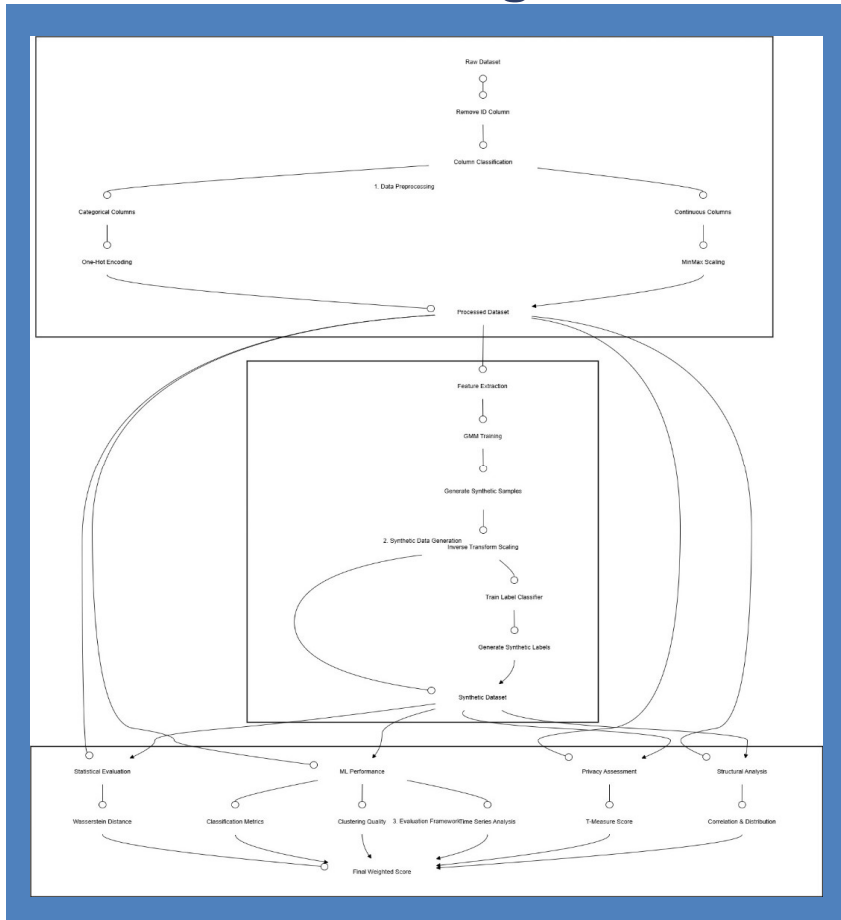 Raw Dataset
Remove ID Column
Column Classification
1. Data Preprocessing
Categorical Columns
Continuous Columns
One-Hot Encoding
MinMax Scaling
Processed Dataset
Feature Extraction
GMM Training
Generate Synthetic Samples
2. Synthetic Data Generation
Inverse Transform Scaling
Train Label Classifier
Generate Synthetic Labels
Synthetic Dataset
Statistical Evaluation
ML Performance
Privacy Assessment
Structural Analysis
Wasserstein Distance
Classification Metrics
Clustering Quality
3. Evaluation Framework
Time Series Analysis
T-Measure Score
Correlation & Distribution
Final Weighted Score